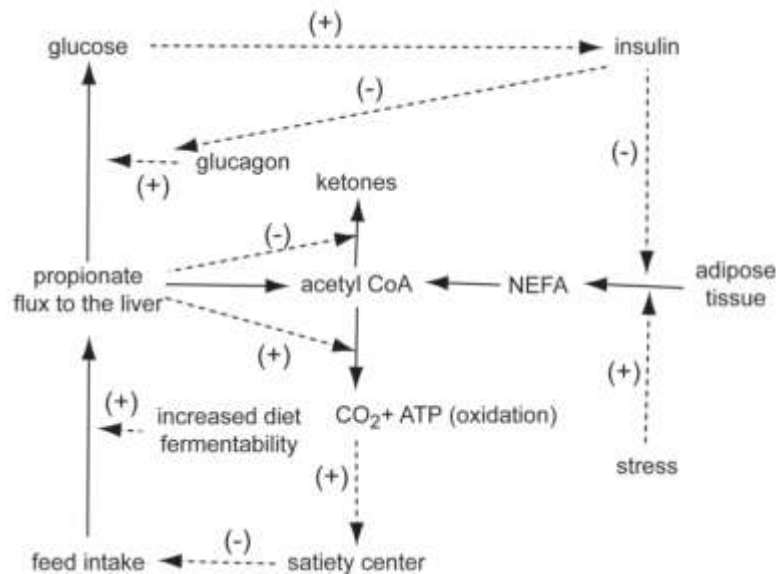 (+)
glucose
insulin
(-)
(-)
glucagon
(+)
ketones
(-)
propionate
flux to the liver
acetyl CoA
NEFA
adipose
tissue
(+)
(+)
(+)
increased diet
fermentability
CO₂+ ATP (oxidation)
(+)
stress
(-)
feed intake
satiety center